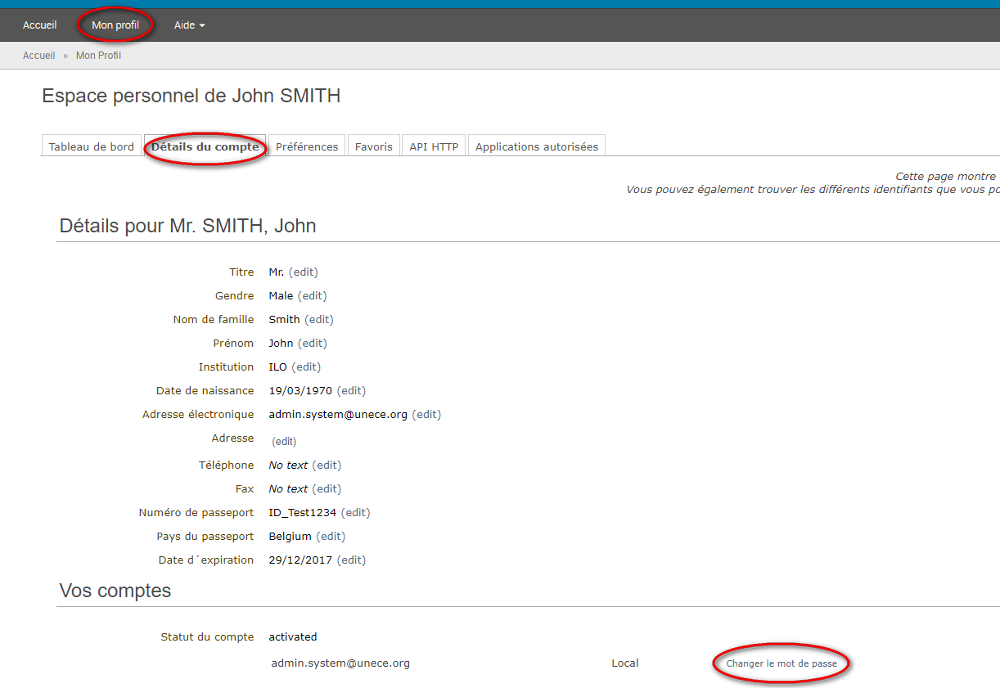 Accueil Mon profil Aide
Accueil » Mon Profil
Espace personnel de John SMITH
Tableau de bord Détails du compte Préférences Favoris API HTTP Applications autorisées
Cette page montre
Vous pouvez également trouver les différents identifiants que vous po
Détails pour Mr. SMITH, John
Titre Mr. (edit)
Gendre Male (edit)
Nom de famille Smith (edit)
Prénom John (edit)
Institution ILO (edit)
Date de naissance 19/03/1970 (edit)
Adresse électronique admin.system@unece.org (edit)
Adresse (edit)
Téléphone No text (edit)
Fax No text (edit)
Numéro de passeport ID_Test1234 (edit)
Pays du passeport Belgium (edit)
Date d´expiration 29/12/2017 (edit)
Vos comptes
Statut du compte activated
admin.system@unece.org Local Changer le mot de passe